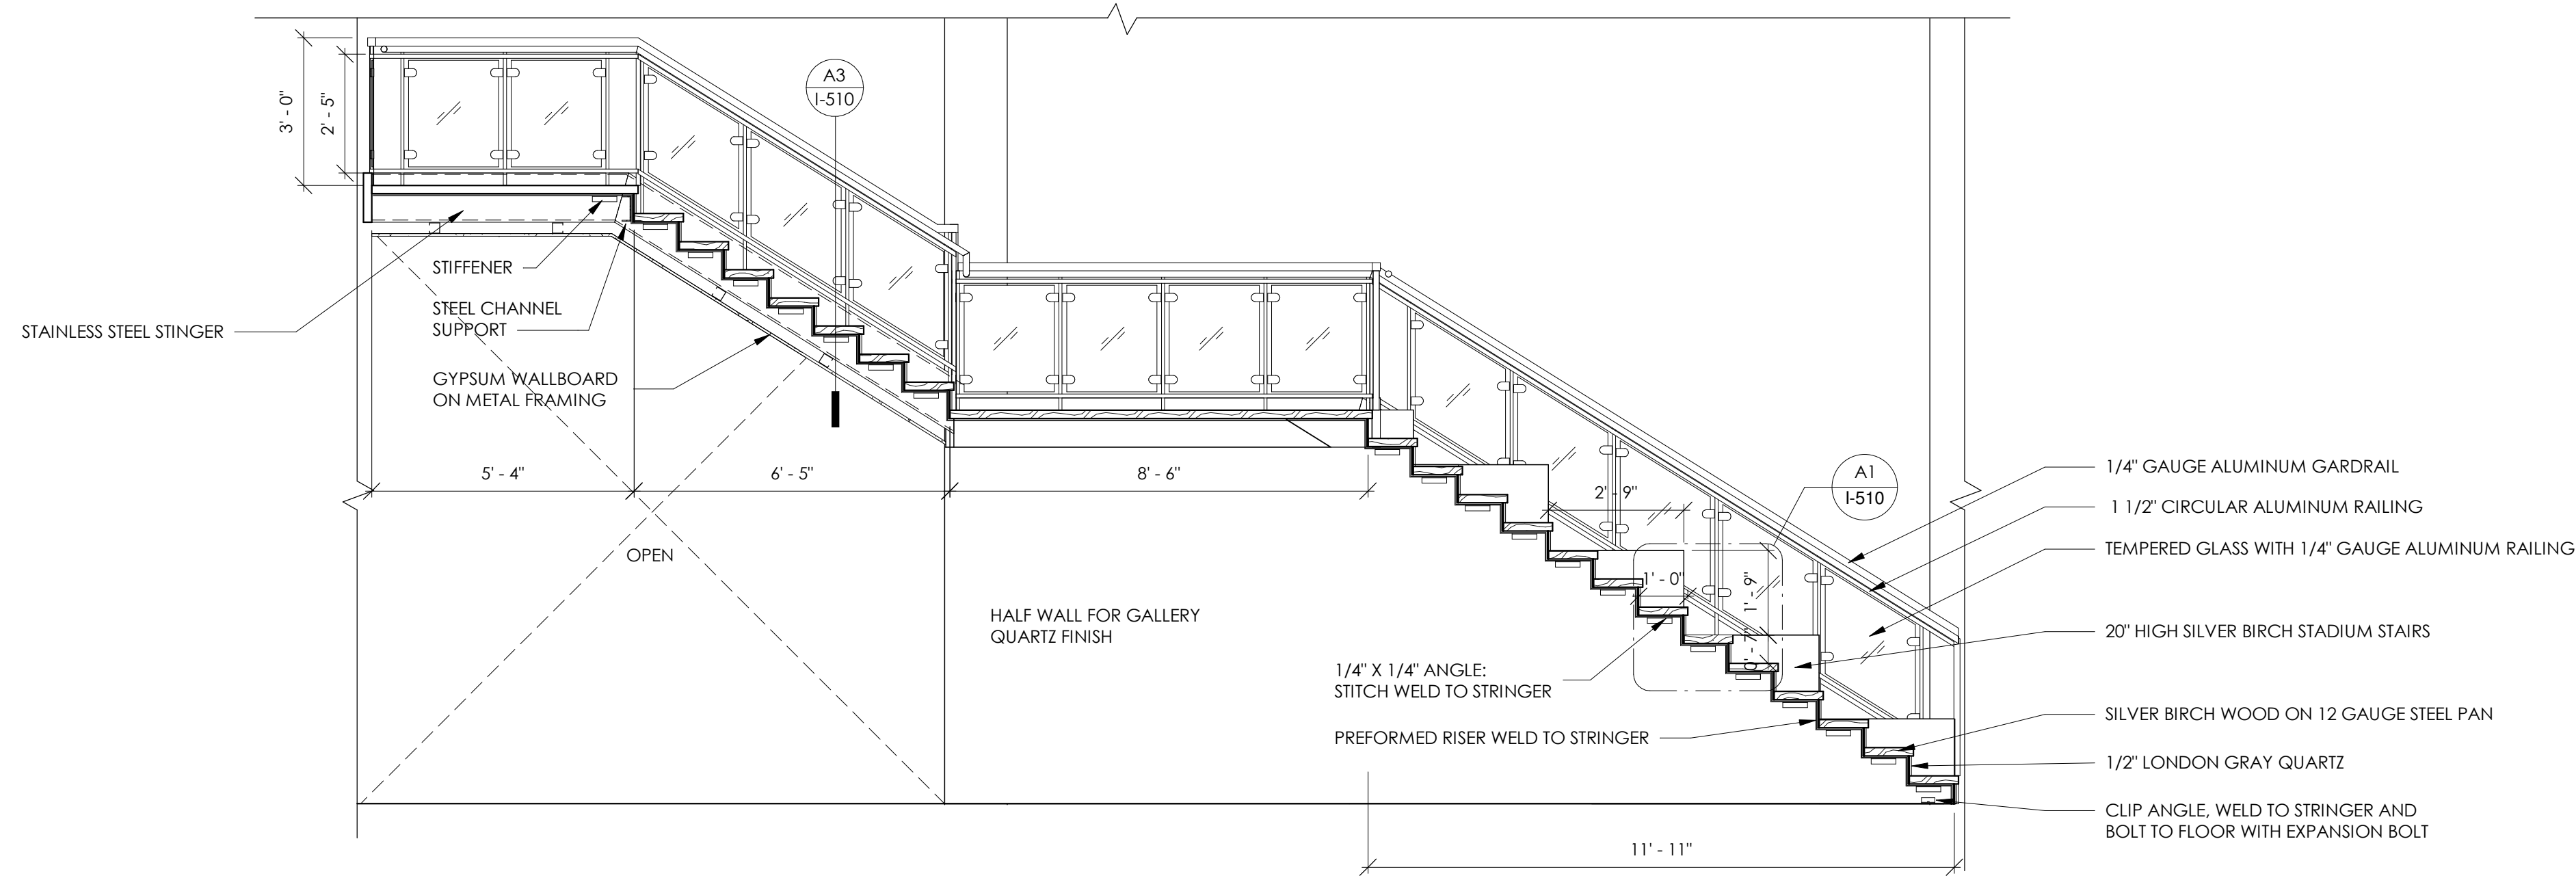 A3
I-510
3' - 0"
2' - 5"
STIFFENER
STEEL CHANNEL
SUPPORT
STAINLESS STEEL STINGER
GYPSUM WALLBOARD
ON METAL FRAMING
5' - 4"
6' - 5"
8' - 6"
OPEN
HALF WALL FOR GALLERY
QUARTZ FINISH
2' - 9"
A1
I-510
1' - 0"
1' - 9"
1/4" X 1/4" ANGLE:
STITCH WELD TO STRINGER
PREFORMED RISER WELD TO STRINGER
1/4" GAUGE ALUMINUM GARDRAIL
1 1/2" CIRCULAR ALUMINUM RAILING
TEMPERED GLASS WITH 1/4" GAUGE ALUMINUM RAILING
20" HIGH SILVER BIRCH STADIUM STAIRS
SILVER BIRCH WOOD ON 12 GAUGE STEEL PAN
1/2" LONDON GRAY QUARTZ
CLIP ANGLE, WELD TO STRINGER AND
BOLT TO FLOOR WITH EXPANSION BOLT
11' - 11"